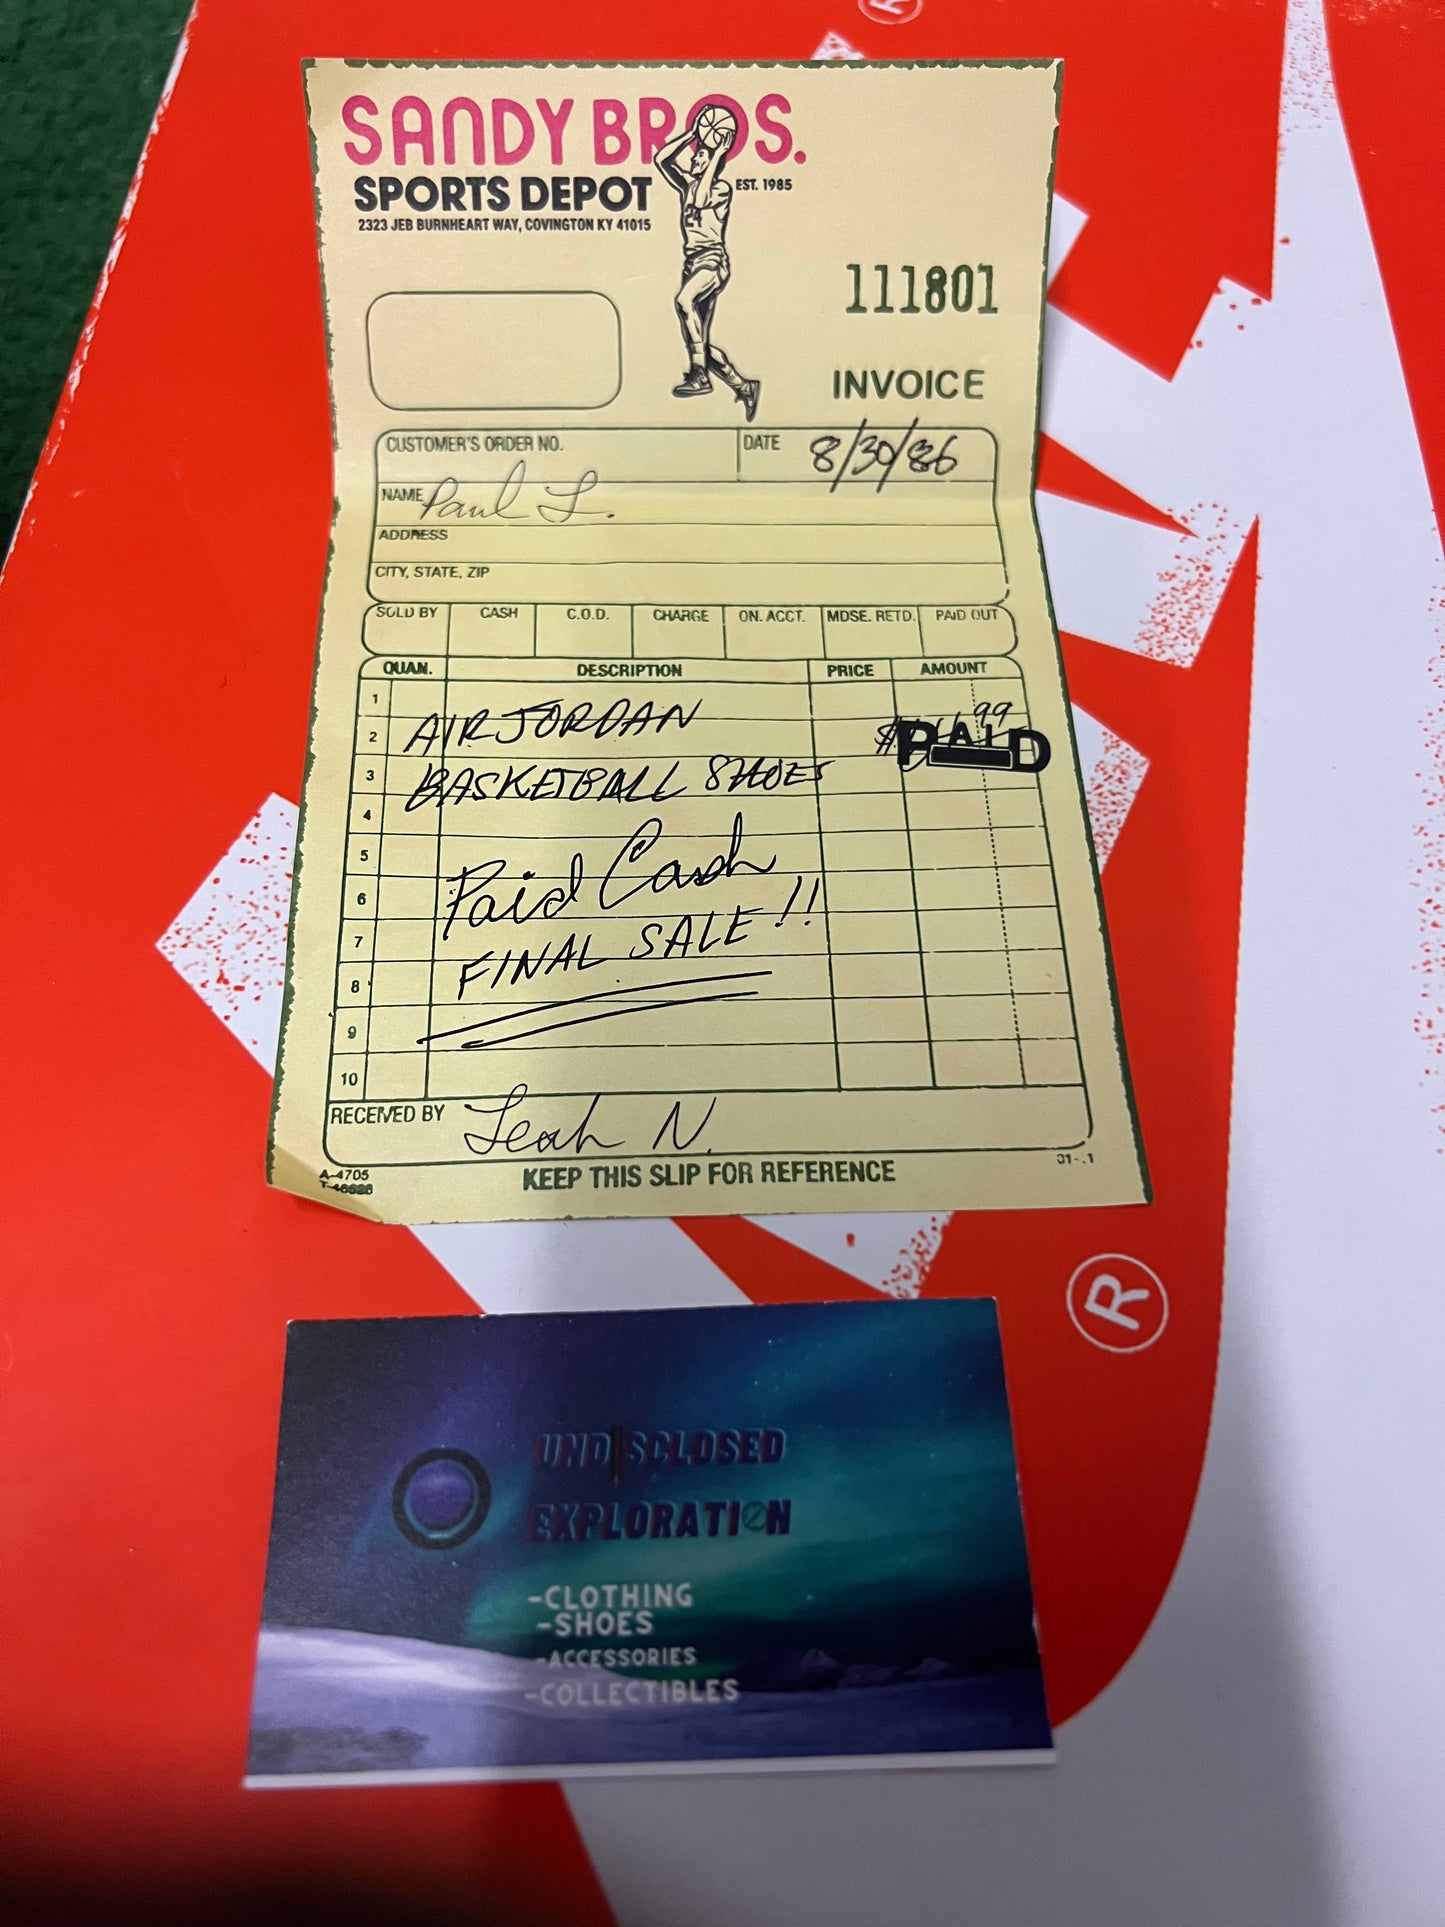 ®
SANDY BROS.
SPORTS DEPOT
EST. 1985
2323 JEB BURNHEART WAY, COVINGTON KY 41015
24
111801
INVOICE
CUSTOMER'S ORDER NO.
DATE 8/30/86
NAME Paul L.
ADDRESS
CITY, STATE, ZIP
SOLD BY CASH C.O.D. CHARGE ON. ACCT. MDSE. RETD. PAID OUT
QUAN. DESCRIPTION PRICE AMOUNT
1
2 AIR JORDAN 99 PAID
3 BASKETBALL SHOES
4
5
6 Paid Cash
7 FINAL SALE!!
8
9
10
RECEIVED BY Leah N.
A-4705
KEEP THIS SLIP FOR REFERENCE
®
UNDISCLOSED
EXPLORATION
-CLOTHING
-SHOES
-ACCESSORIES
-COLLECTIBLES